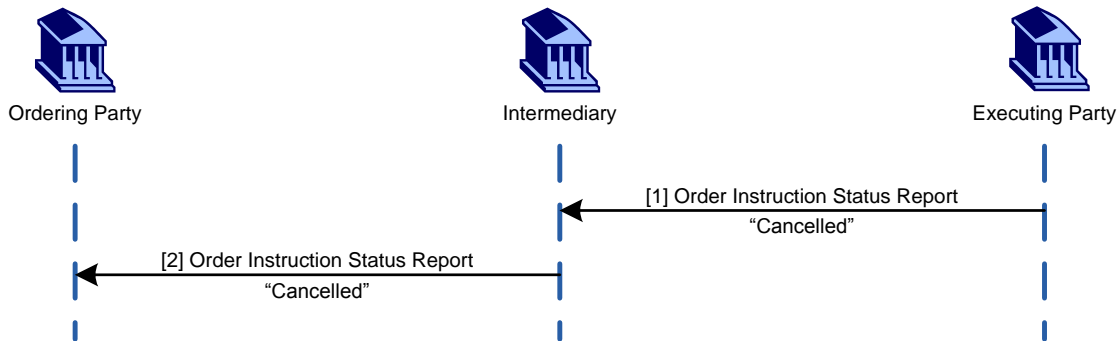 Ordering Party
Intermediary
Executing Party
[1] Order Instruction Status Report
“Cancelled”
[2] Order Instruction Status Report
“Cancelled”